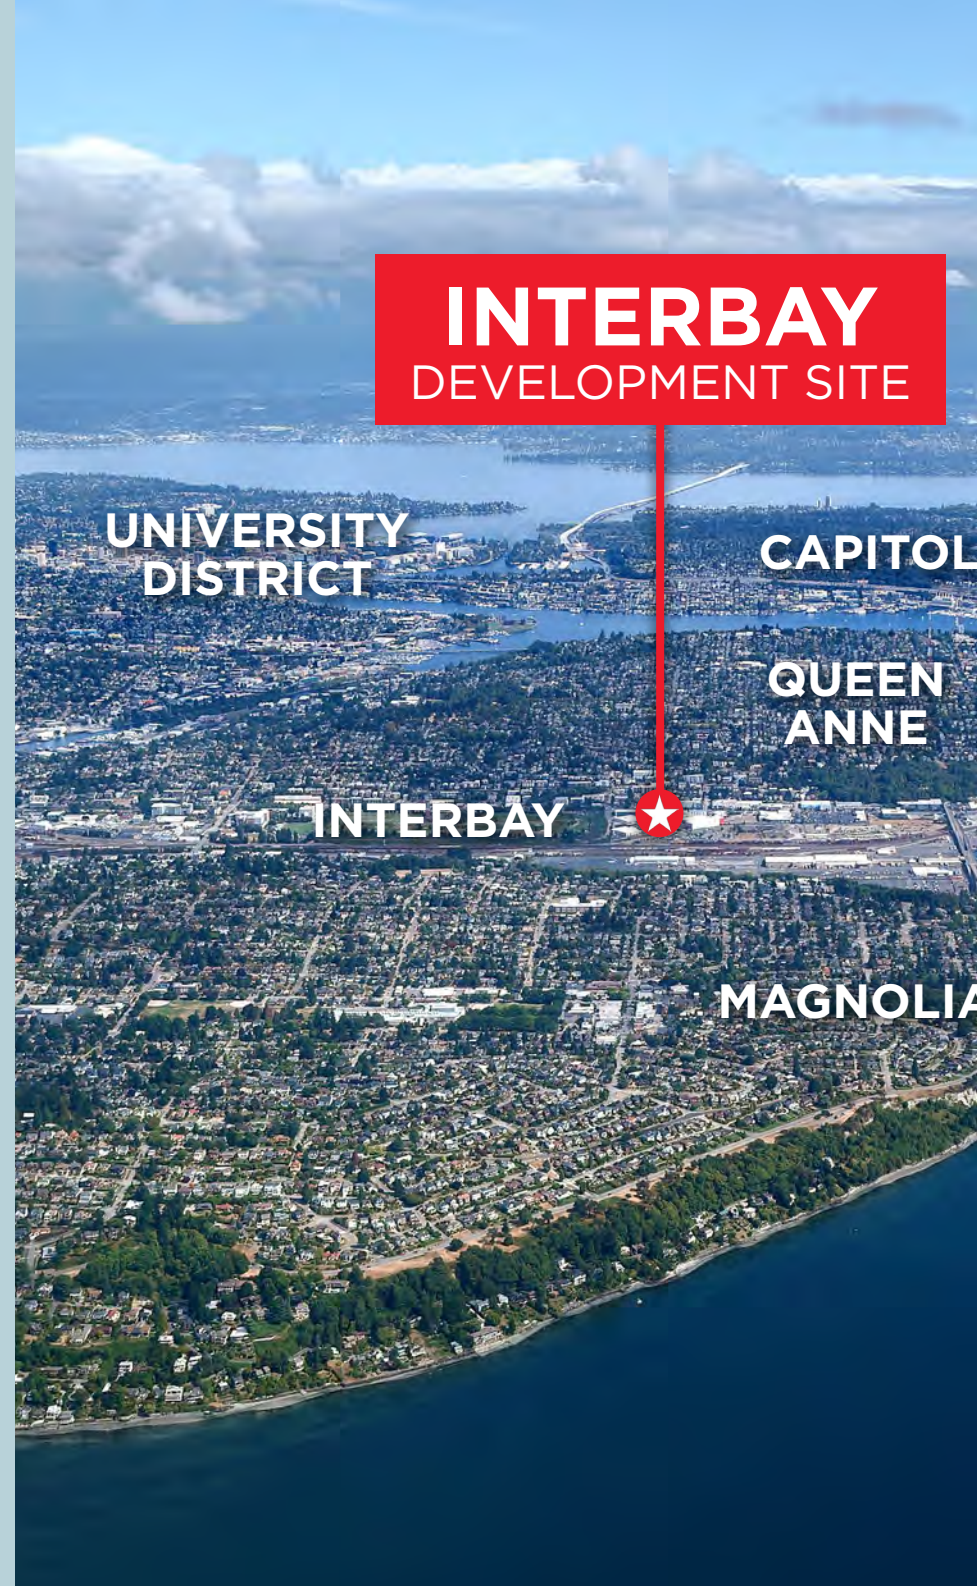 INTERBAY
DEVELOPMENT SITE
UNIVERSITY
DISTRICT
CAPITOL
QUEEN
ANNE
INTERBAY
MAGNOLIA